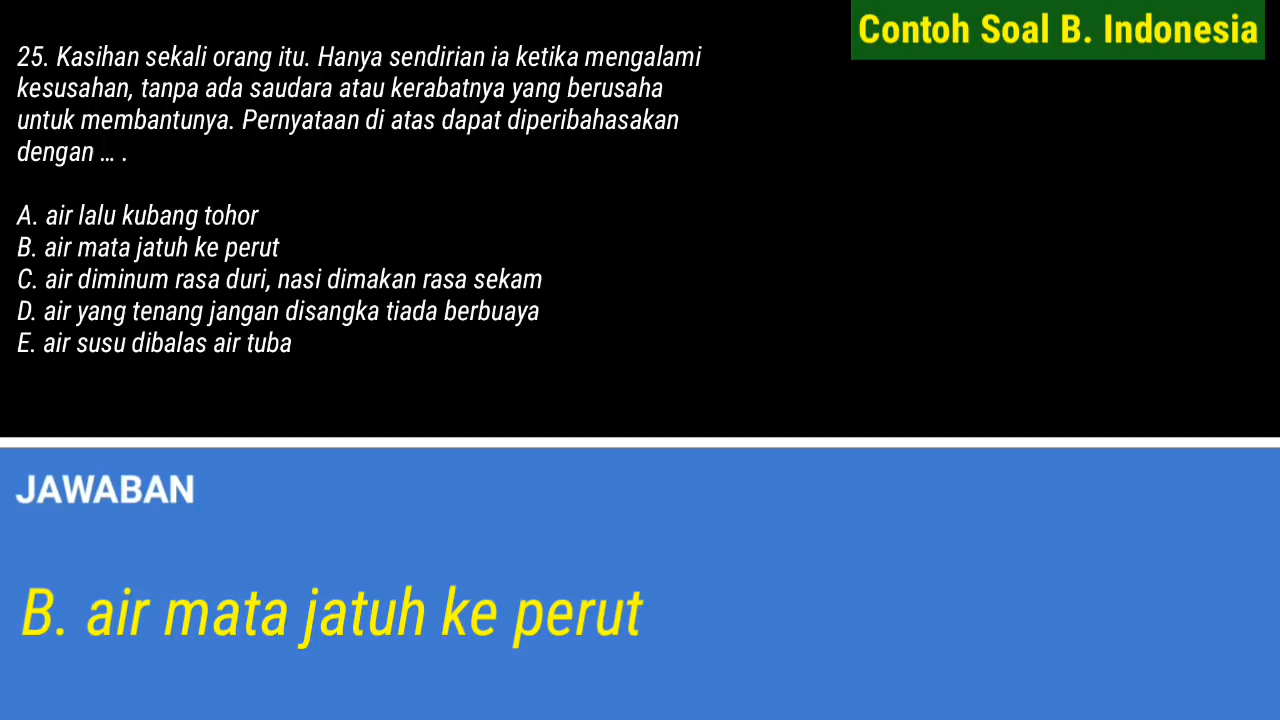 Contoh Soal B. Indonesia
25. Kasihan sekali orang itu. Hanya sendirian ia ketika mengalami
kesusahan, tanpa ada saudara atau kerabatnya yang berusaha
untuk membantunya. Pernyataan di atas dapat diperibahasakan
dengan ... .
A. air lalu kubang tohor
B. air mata jatuh ke perut
C. air diminum rasa duri, nasi dimakan rasa sekam
D. air yang tenang jangan disangka tiada berbuaya
E. air susu dibalas air tuba
JAWABAN
B. air mata jatuh ke perut